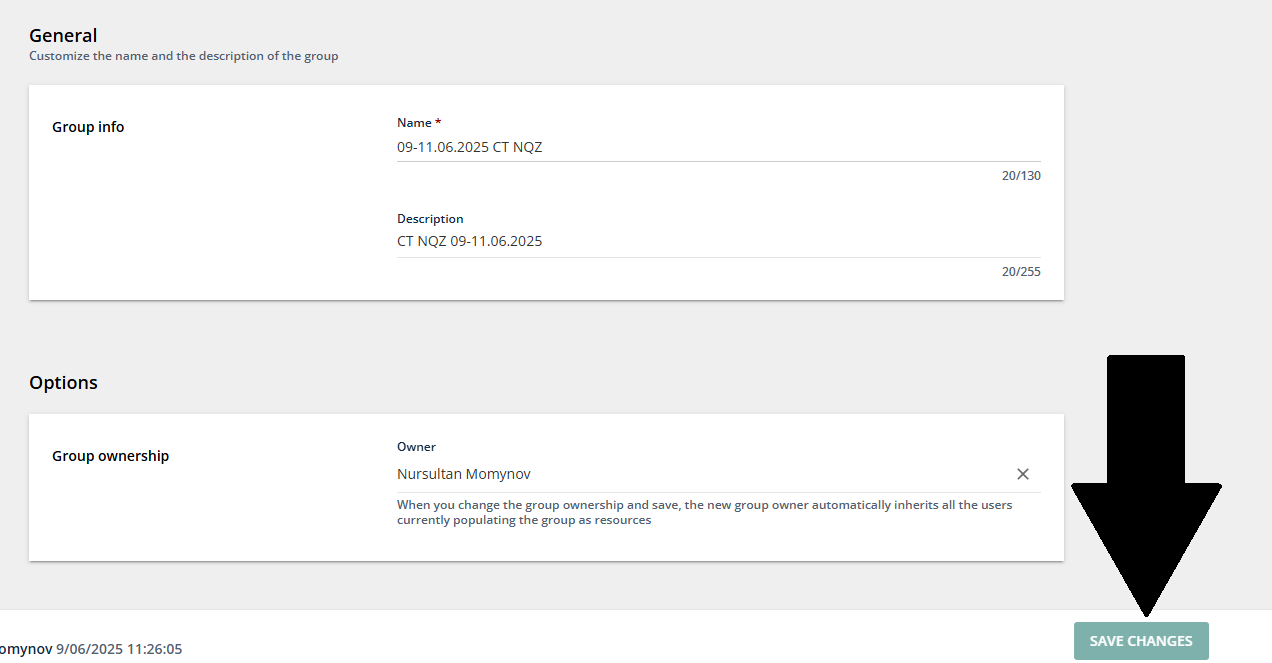 General
Customize the name and the description of the group
Group info
Name *
09-11.06.2025 CT NQZ
20/130
Description
CT NQZ 09-11.06.2025
20/255
Options
Group ownership
Owner
Nursultan Momynov
When you change the group ownership and save, the new group owner automatically inherits all the users
currently populating the group as resources
omynov 9/06/2025 11:26:05
SAVE CHANGES